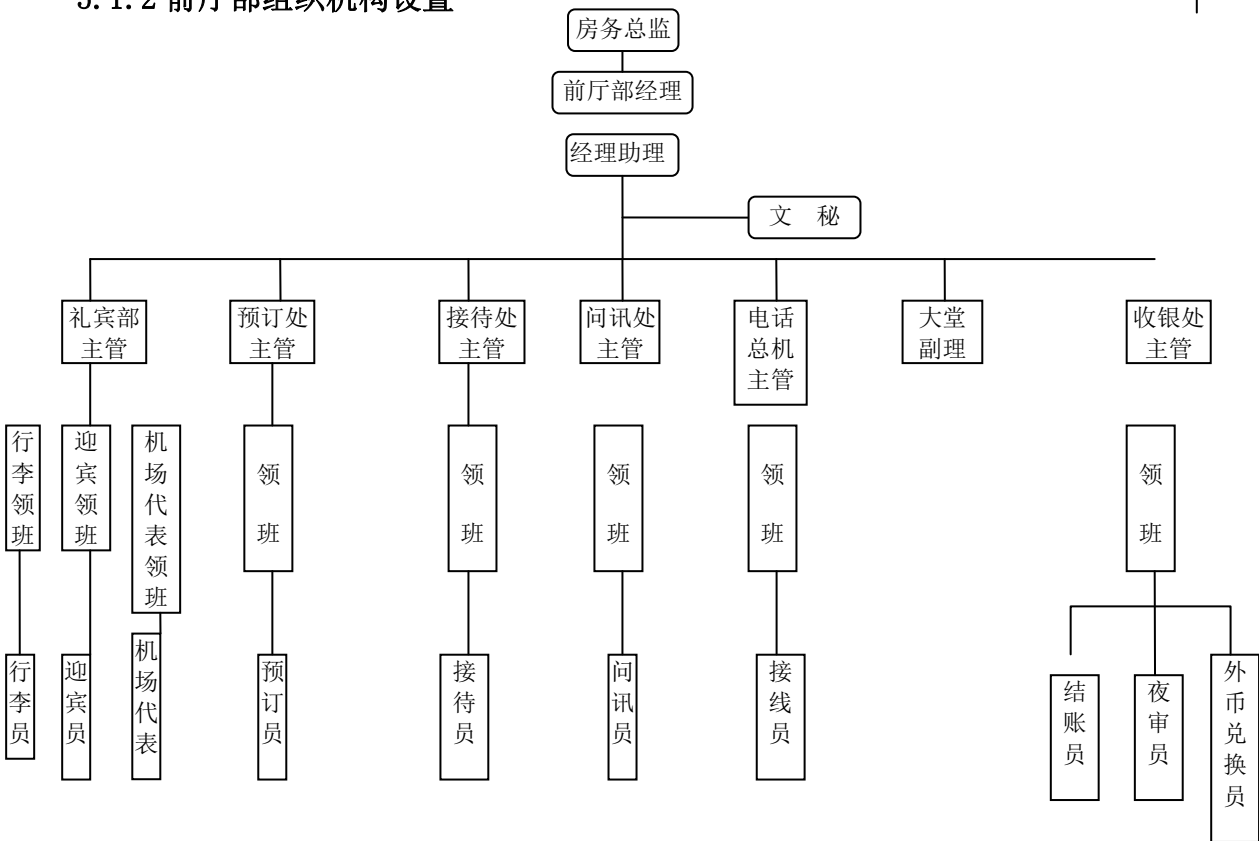 3.1.2 前厅部组织机构设置
房务总监
前厅部经理
经理助理
文 秘
礼宾部
主管
预订处
主管
接待处
主管
问讯处
主管
电话
总机
主管
大堂
副理
收银处
主管
行李领班
迎宾领班
机场代表领班
领班
领班
领班
领班
领班
行李员
迎宾员
机场代表
预订员
接待员
问讯员
接线员
结账员
夜审员
外币兑换员